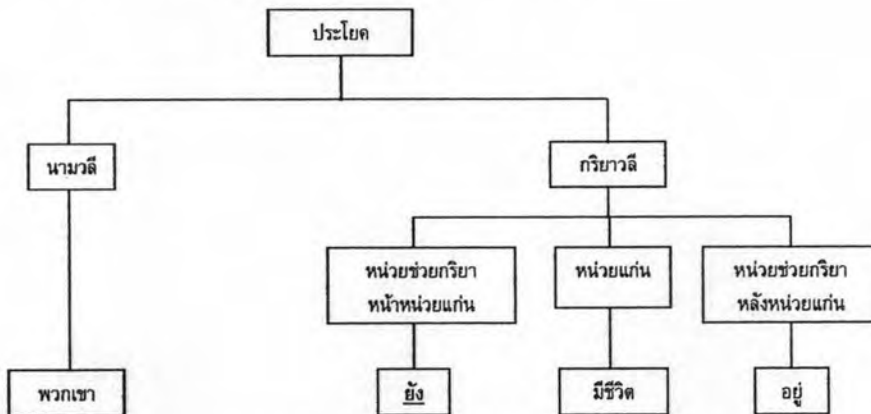 ประโยค
นามวลี
กริยาวลี
หน่วยช่วยกริยา
หน้าหน่วยแก่น
หน่วยแก่น
หน่วยช่วยกริยา
หลังหน่วยแก่น
พวกเขา
ยัง
มีชีวิต
อยู่